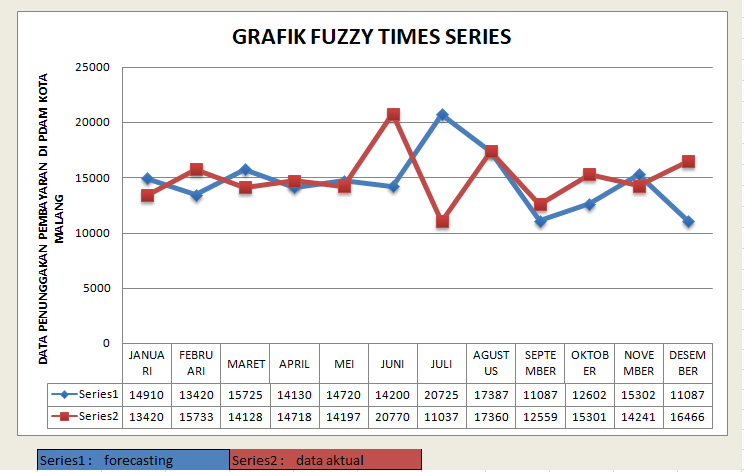 GRAFIK FUZZY TIMES SERIES
DATA PENUNGGAKAN PEMBAYARAN DI PDAM KOTA
MALANG
25000
20000
15000
10000
5000
0
JANUA
RI
FEBRU
ARI
MARET
APRIL
MEI
JUNI
JULI
AGUST
US
SEPTE
MBER
OKTOB
ER
NOVE
MBER
DESEM
BER
Series1 14910 13420 15725 14130 14720 14200 20725 17387 11087 12602 15302 11087
Series2 13420 15733 14128 14718 14197 20770 11037 17360 12559 15301 14241 16466
Series1 : forecasting
Series2 : data aktual